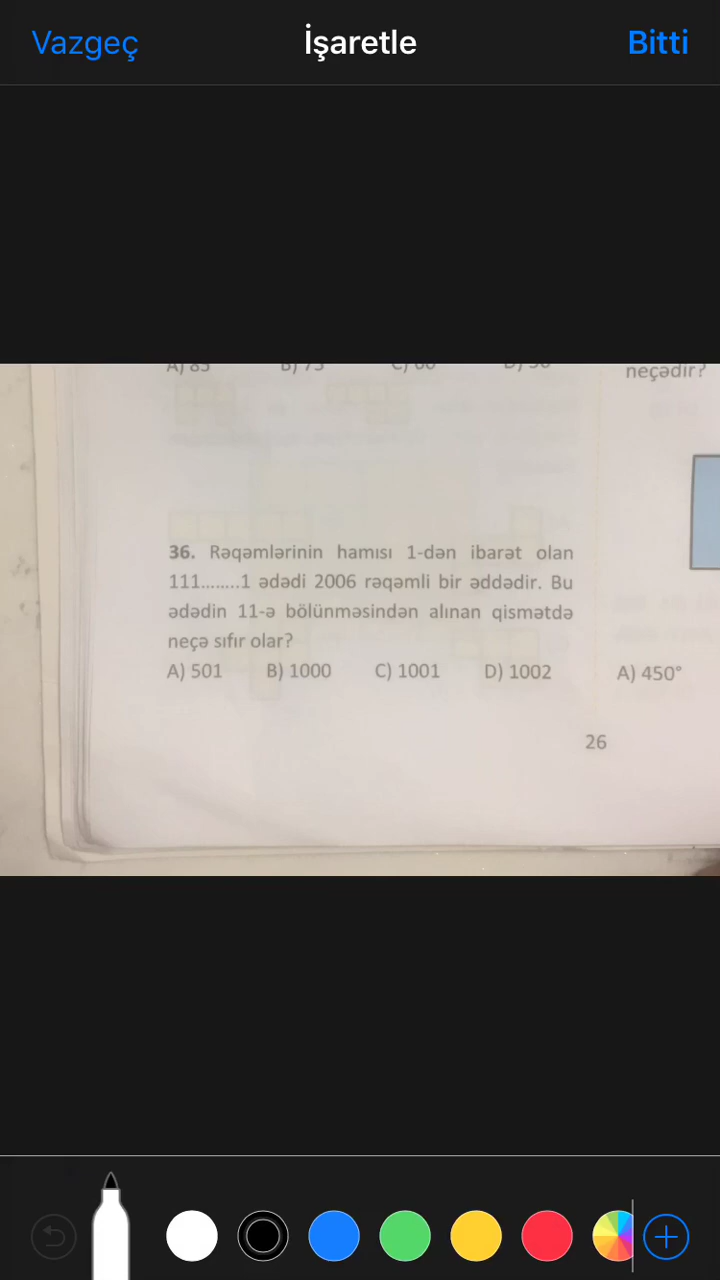 Vazgeç İşaretle Bitti
neçədir?
36. Rəqəmlərinin hamısı 1-dən ibarət olan
111........1 ədədi 2006 rəqəmli bir əddədir. Bu
ədədin 11-ə bölünməsindən alınan qismətdə
neçə sıfır olar?
A) 501 B) 1000 C) 1001 D) 1002
A) 450°
26